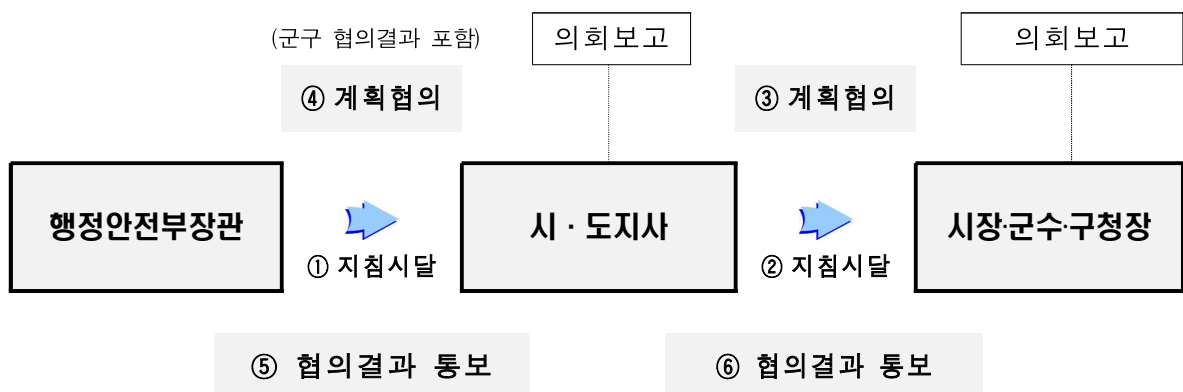 (군구 협의결과 포함)
의회보고
의회보고
④ 계획협의
③ 계획협의
행정안전부장관
시 · 도지사
시장·군수·구청장
① 지침시달
② 지침시달
⑤ 협의결과 통보
⑥ 협의결과 통보